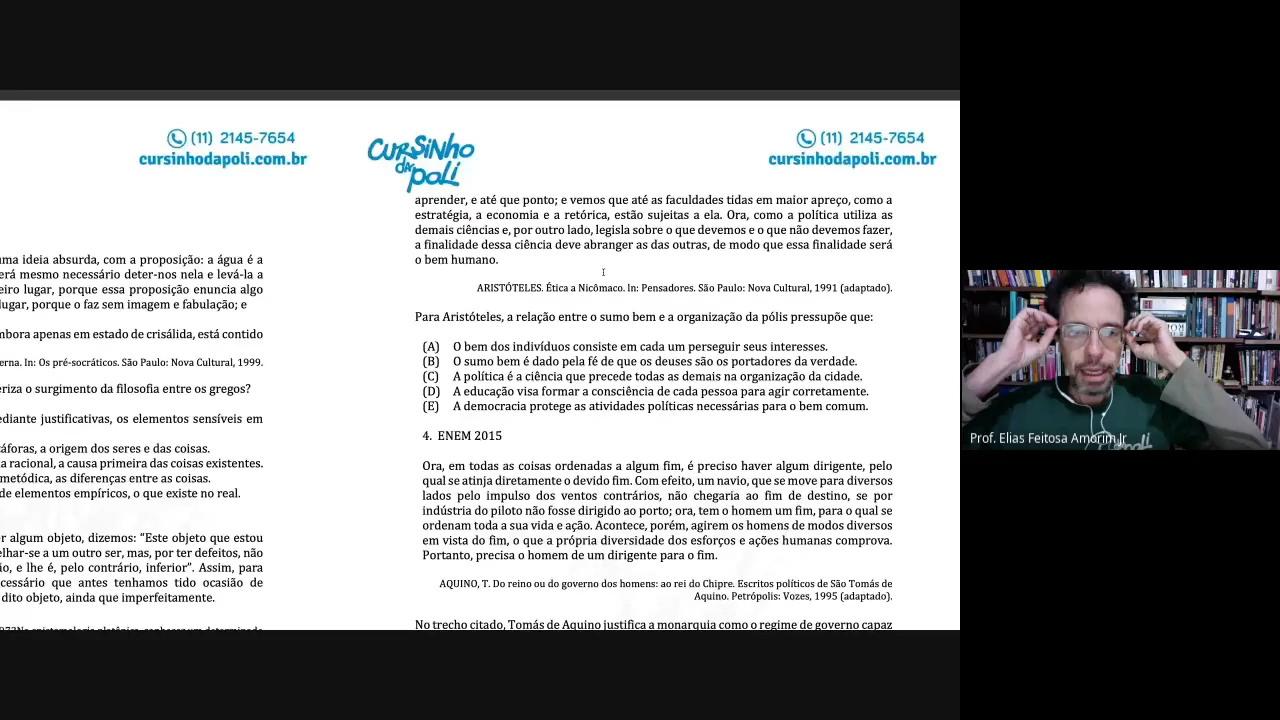 (11) 2145-7654
cursinhodapoli.com.br
uma ideia absurda, com a proposição: a água é a
erá mesmo necessário deter-nos nela e levá-la a
eiro lugar, porque essa proposição enuncia algo
lugar, porque o faz sem imagem e fabulação; e
mbora apenas em estado de crisálida, está contido
erna. In: Os pré-socráticos. São Paulo: Nova Cultural, 1999.
eriza o surgimento da filosofia entre os gregos?
ediante justificativas, os elementos sensíveis em
táforas, a origem dos seres e das coisas.
a racional, a causa primeira das coisas existentes.
metódica, as diferenças entre as coisas.
de elementos empíricos, o que existe no real.
er algum objeto, dizemos: “Este objeto que estou
elhar-se a um outro ser, mas, por ter defeitos, não
ão, e lhe é, pelo contrário, inferior”. Assim, para
cessário que antes tenhamos tido ocasião de
dito objeto, ainda que imperfeitamente.
CURSiNho
DA
poLi
(11) 2145-7654
cursinhodapoli.com.br
aprender, e até que ponto; e vemos que até as faculdades tidas em maior apreço, como a
estratégia, a economia e a retórica, estão sujeitas a ela. Ora, como a política utiliza as
demais ciências e, por outro lado, legisla sobre o que devemos e o que não devemos fazer,
a finalidade dessa ciência deve abranger as das outras, de modo que essa finalidade será
o bem humano.
ARISTÓTELES. Ética a Nicômaco. In: Pensadores. São Paulo: Nova Cultural, 1991 (adaptado).
Para Aristóteles, a relação entre o sumo bem e a organização da pólis pressupõe que:
(A) O bem dos indivíduos consiste em cada um perseguir seus interesses.
(B) O sumo bem é dado pela fé de que os deuses são os portadores da verdade.
(C) A política é a ciência que precede todas as demais na organização da cidade.
(D) A educação visa formar a consciência de cada pessoa para agir corretamente.
(E) A democracia protege as atividades políticas necessárias para o bem comum.
4. ENEM 2015
Ora, em todas as coisas ordenadas a algum fim, é preciso haver algum dirigente, pelo
qual se atinja diretamente o devido fim. Com efeito, um navio, que se move para diversos
lados pelo impulso dos ventos contrários, não chegaria ao fim de destino, se por
indústria do piloto não fosse dirigido ao porto; ora, tem o homem um fim, para o qual se
ordenam toda a sua vida e ação. Acontece, porém, agirem os homens de modos diversos
em vista do fim, o que a própria diversidade dos esforços e ações humanas comprova.
Portanto, precisa o homem de um dirigente para o fim.
AQUINO, T. Do reino ou do governo dos homens: ao rei do Chipre. Escritos políticos de São Tomás de
Aquino. Petrópolis: Vozes, 1995 (adaptado).
No trecho citado, Tomás de Aquino justifica a monarquia como o regime de governo capaz
Prof. Elias Feitosa Amorim Jr